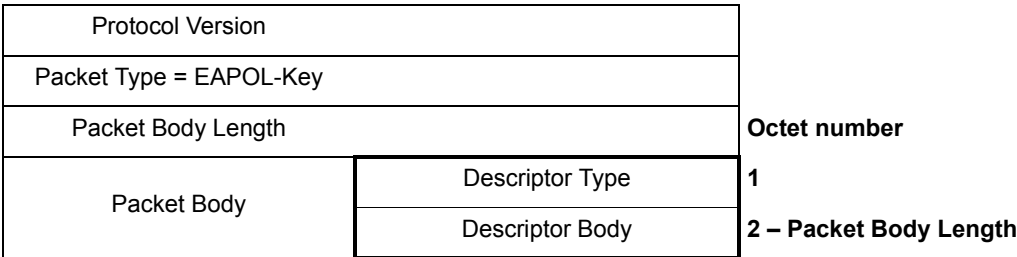 Protocol Version
Packet Type = EAPOL-Key
Packet Body Length Octet number
Packet Body
Descriptor Type 1
Descriptor Body 2 – Packet Body Length